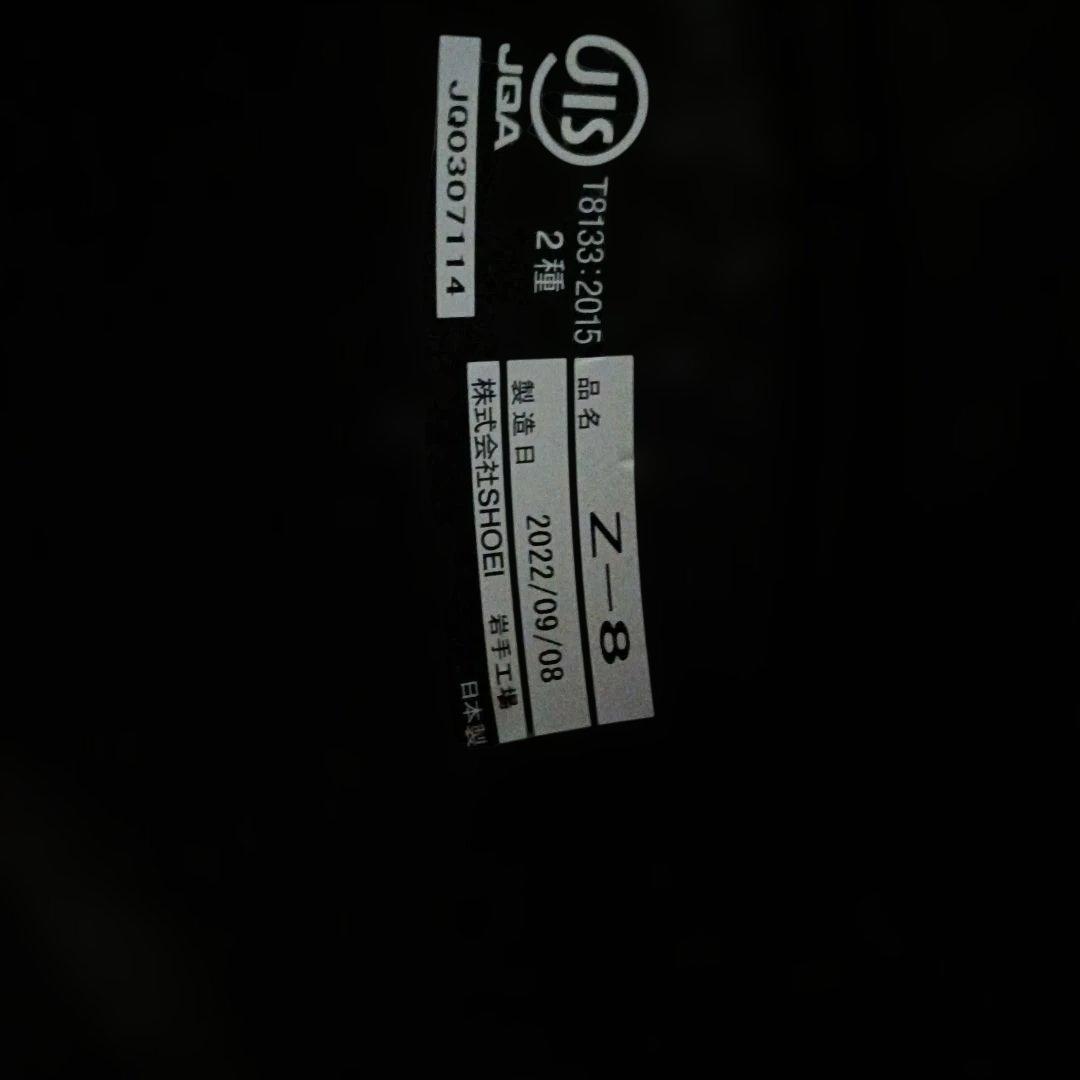 JIS T8133:2015
JQA 2種
JQ0307114
品名 Z-8
製造日 2022/09/08
株式会社SHOEI 岩手工場
日本製